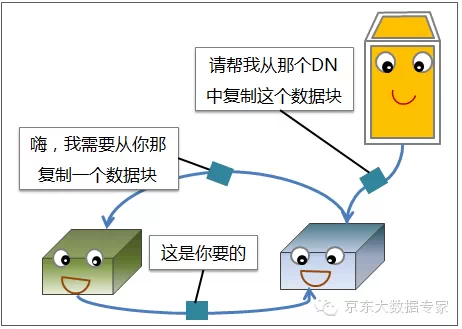 请帮我从那个DN
中复制这个数据块
嗨，我需要从你那
复制一个数据块
这是你要的
京东大数据专家